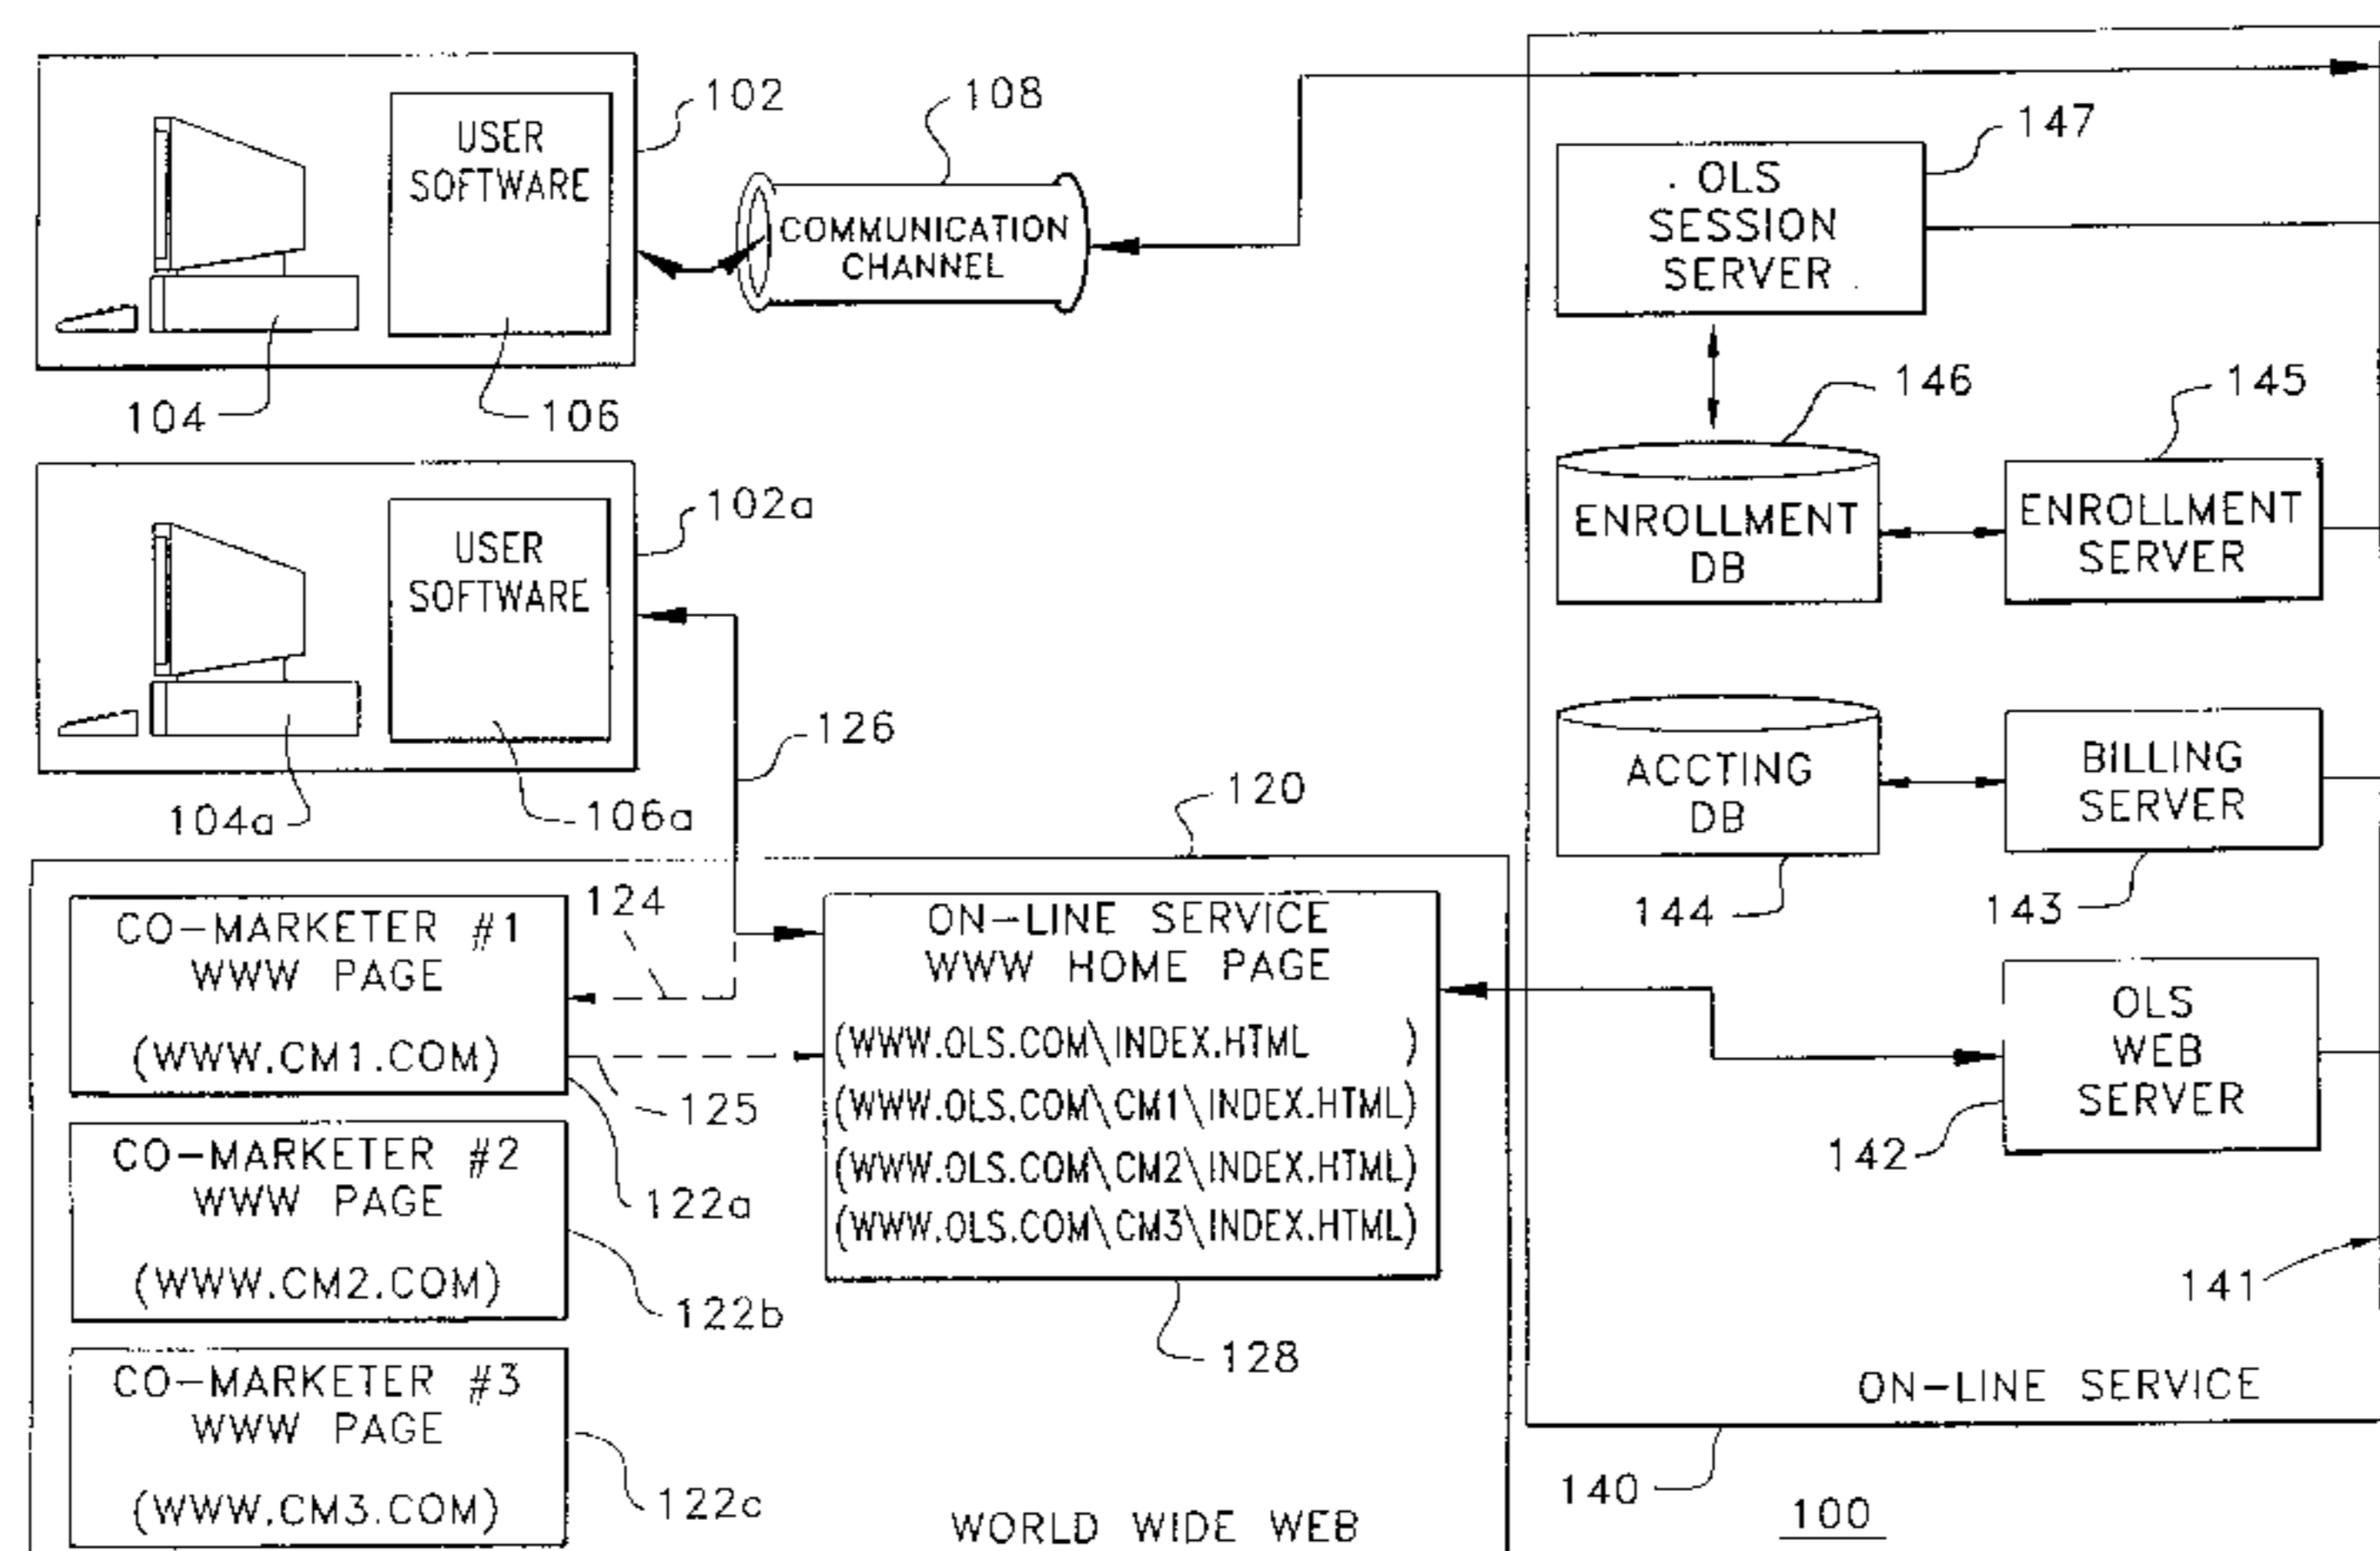 USER
SOFTWARE
102
108
COMMUNICATION
CHANNEL
104
106
USER
SOFTWARE
102a
104a
106a
126
120
CO-MARKETER #1
WWW PAGE
(WWW.CM1.COM)
124
125
122a
CO-MARKETER #2
WWW PAGE
(WWW.CM2.COM)
122b
CO-MARKETER #3
WWW PAGE
(WWW.CM3.COM)
122c
ON-LINE SERVICE
WWW HOME PAGE
(WWW.OLS.COM\INDEX.HTML )
(WWW.OLS.COM\CM1\INDEX.HTML)
(WWW.OLS.COM\CM2\INDEX.HTML)
(WWW.OLS.COM\CM3\INDEX.HTML)
128
WORLD WIDE WEB
OLS
SESSION
SERVER
147
146
145
ENROLLMENT
DB
ENROLLMENT
SERVER
ACCTING
DB
BILLING
SERVER
144
143
OLS
WEB
SERVER
142
141
ON-LINE SERVICE
140
100